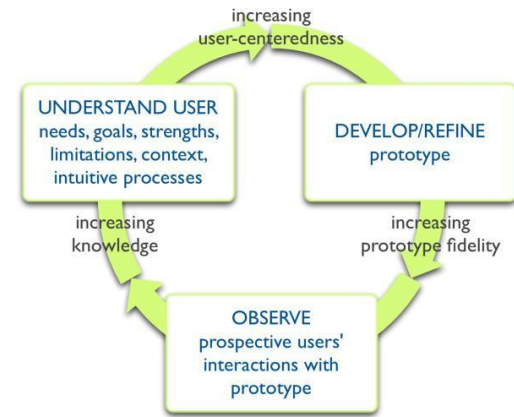 increasing
user-centeredness
UNDERSTAND USER
needs, goals, strengths,
limitations, context,
intuitive processes
DEVELOP/REFINE
prototype
increasing
knowledge
increasing
prototype fidelity
OBSERVE
prospective users'
interactions with
prototype